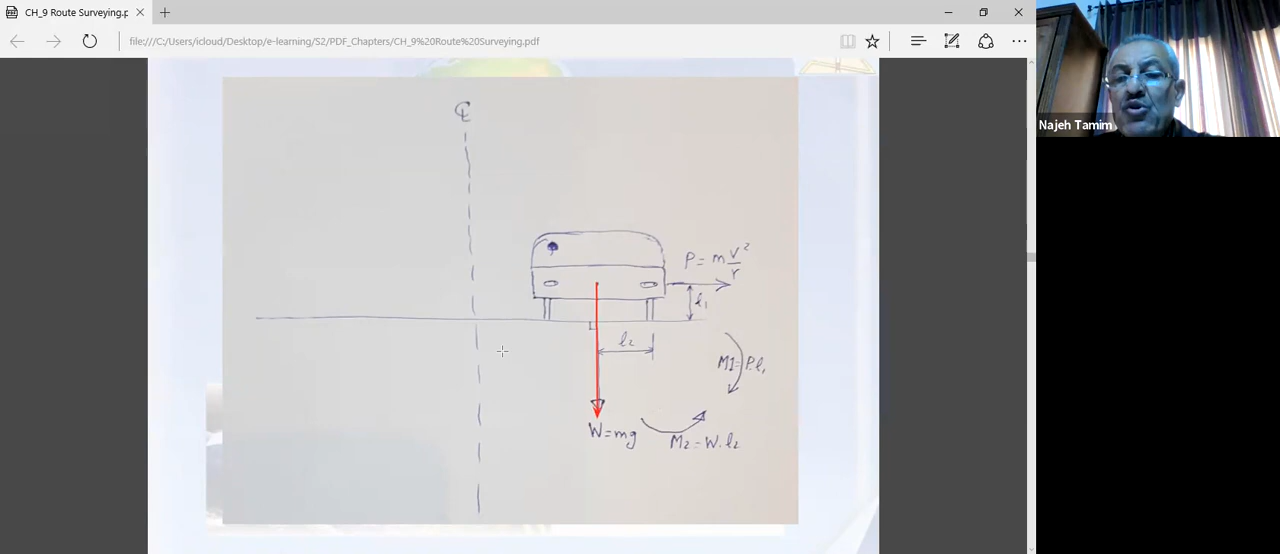 CH_9 Route Surveying.p
file:///C:/Users/icloud/Desktop/e-learning/S2/PDF_Chapters/CH_9%20Route%20Surveying.pdf
Najeh Tamim
℄
P = m V²/r
l₁
l₂
M1 = P.l₁
W = mg
M₂ = W.l₂